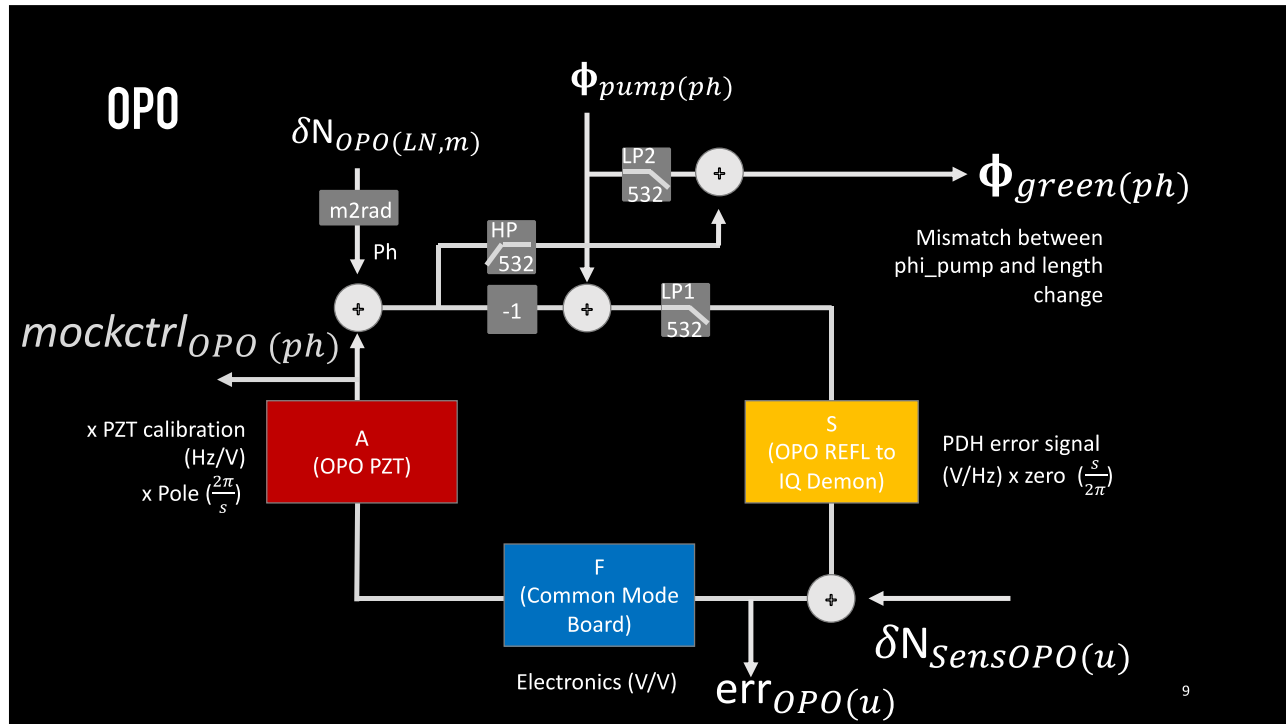 OPO
ϕ_pump(ph)
δN_OPO(LN,m)
LP2
532
+
ϕ_green(ph)
m2rad
Ph
HP
532
Mismatch between
phi_pump and length
change
+
-1
+
LP1
532
mockctrl_OPO (ph)
x PZT calibration
(Hz/V)
x Pole (2π/s)
A
(OPO PZT)
S
(OPO REFL to
IQ Demon)
PDH error signal
(V/Hz) x zero (s/2π)
F
(Common Mode
Board)
+
δN_SensOPO(u)
Electronics (V/V)
err_OPO(u)
9